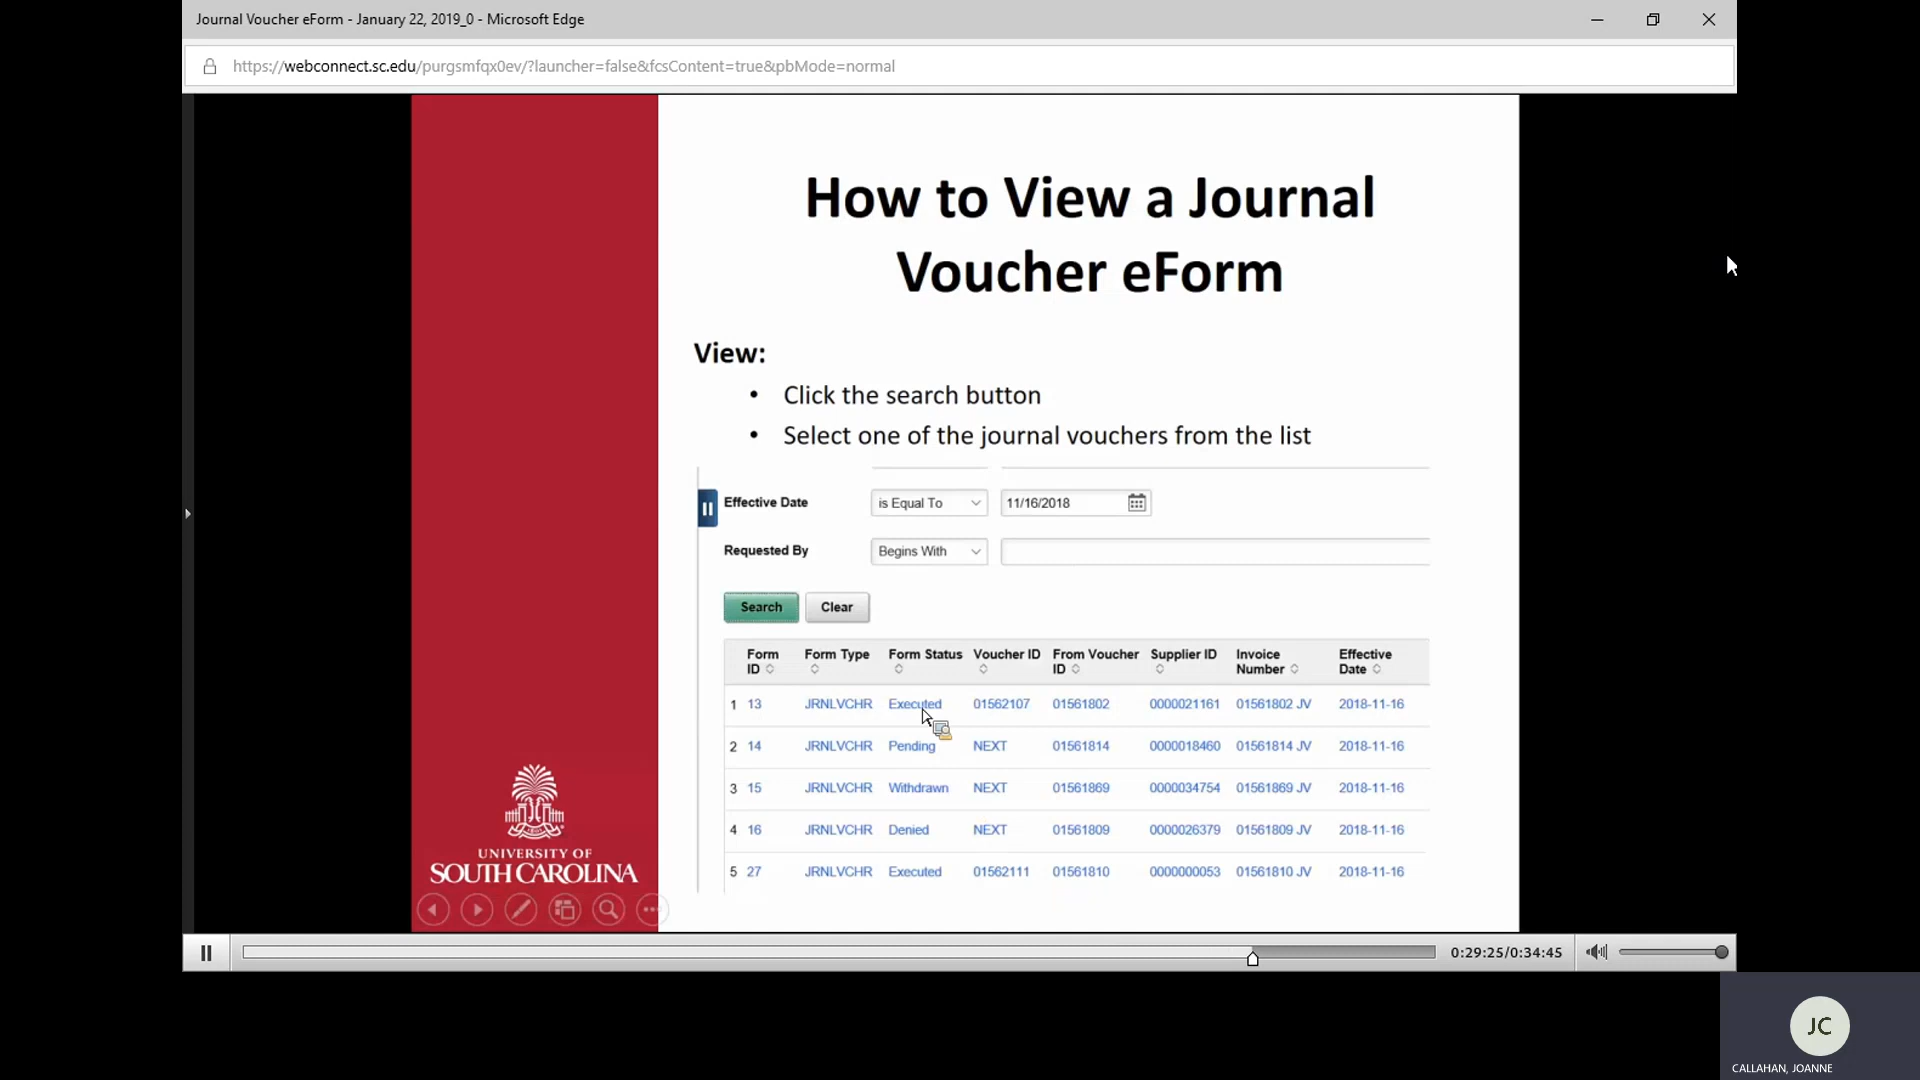 Journal Voucher eForm - January 22, 2019_0 - Microsoft Edge
https://webconnect.sc.edu/purgsmfqx0ev/?launcher=false&fcsContent=true&pbMode=normal
How to View a Journal
Voucher eForm
View:
• Click the search button
• Select one of the journal vouchers from the list
Effective Date is Equal To 11/16/2018
Requested By Begins With
Search Clear
Form ID Form Type Form Status Voucher ID From Voucher ID Supplier ID Invoice Number Effective Date
1 13 JRNLVCHR Executed 01562107 01561802 0000021161 01561802 JV 2018-11-16
2 14 JRNLVCHR Pending NEXT 01561814 0000018460 01561814 JV 2018-11-16
3 15 JRNLVCHR Withdrawn NEXT 01561869 0000034754 01561869 JV 2018-11-16
4 16 JRNLVCHR Denied NEXT 01561809 0000026379 01561809 JV 2018-11-16
5 27 JRNLVCHR Executed 01562111 01561810 0000000053 01561810 JV 2018-11-16
UNIVERSITY OF
SOUTH CAROLINA
0:29:25/0:34:45
JC
CALLAHAN, JOANNE